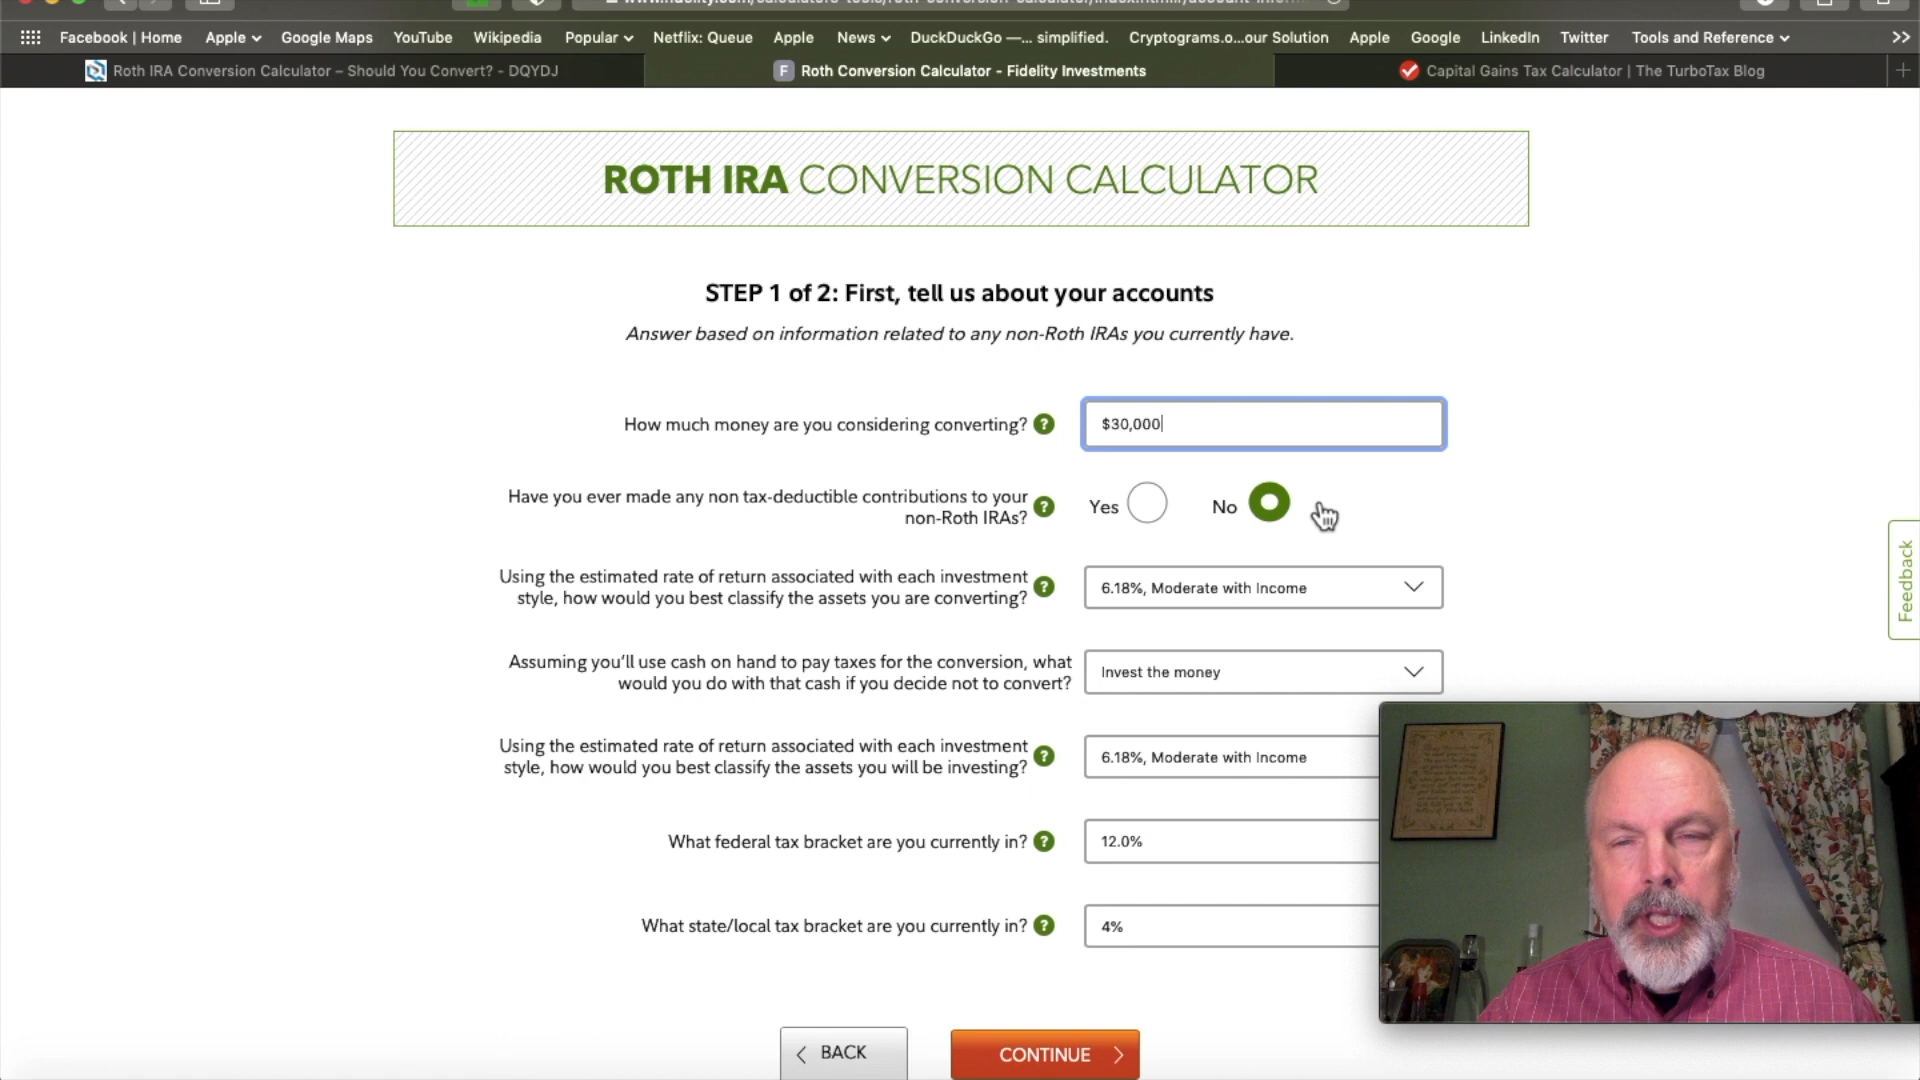 Facebook | Home
Apple
Google Maps
YouTube
Wikipedia
Popular
Netflix: Queue
Apple
News
DuckDuckGo —... simplified.
Cryptograms.o...our Solution
Apple
Google
LinkedIn
Twitter
Tools and Reference
Roth IRA Conversion Calculator – Should You Convert? - DQYDJ
F Roth Conversion Calculator - Fidelity Investments
Capital Gains Tax Calculator | The TurboTax Blog
ROTH IRA CONVERSION CALCULATOR
STEP 1 of 2: First, tell us about your accounts
Answer based on information related to any non-Roth IRAs you currently have.
How much money are you considering converting? ?
$30,000
Have you ever made any non tax-deductible contributions to your
non-Roth IRAs? ?
Yes
No
Using the estimated rate of return associated with each investment
style, how would you best classify the assets you are converting? ?
6.18%, Moderate with Income
Assuming you'll use cash on hand to pay taxes for the conversion, what
would you do with that cash if you decide not to convert?
Invest the money
Using the estimated rate of return associated with each investment
style, how would you best classify the assets you will be investing? ?
6.18%, Moderate with Income
What federal tax bracket are you currently in? ?
12.0%
What state/local tax bracket are you currently in? ?
4%
BACK
CONTINUE
Feedback